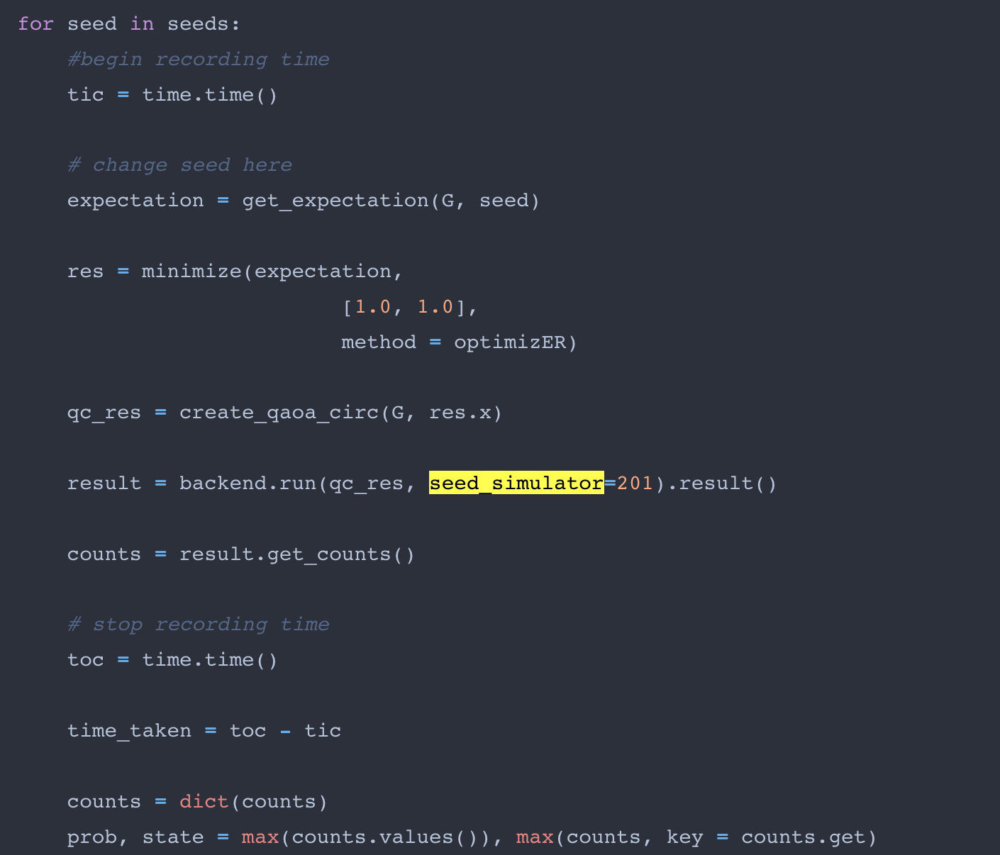 for seed in seeds:
#begin recording time
tic = time.time()
# change seed here
expectation = get_expectation(G, seed)
res = minimize(expectation,
[1.0, 1.0],
method = optimizER)
qc_res = create_qaoa_circ(G, res.x)
result = backend.run(qc_res, seed_simulator=201).result()
counts = result.get_counts()
# stop recording time
toc = time.time()
time_taken = toc - tic
counts = dict(counts)
prob, state = max(counts.values()), max(counts, key = counts.get)